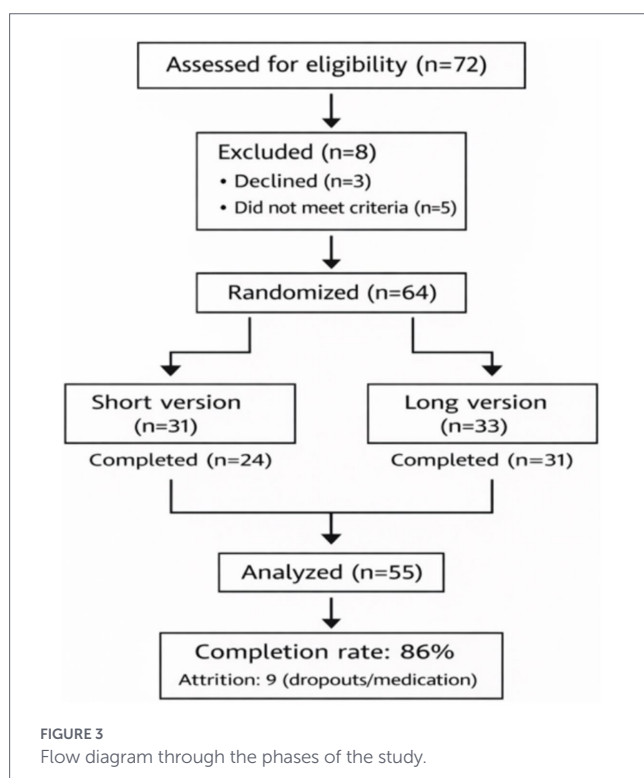 Assessed for eligibility (n=72)
Excluded (n=8)
• Declined (n=3)
• Did not meet criteria (n=5)
Randomized (n=64)
Short version
(n=31)
Completed (n=24)
Long version
(n=33)
Completed (n=31)
Analyzed (n=55)
Completion rate: 86%
Attrition: 9 (dropouts/medication)
FIGURE 3
Flow diagram through the phases of the study.